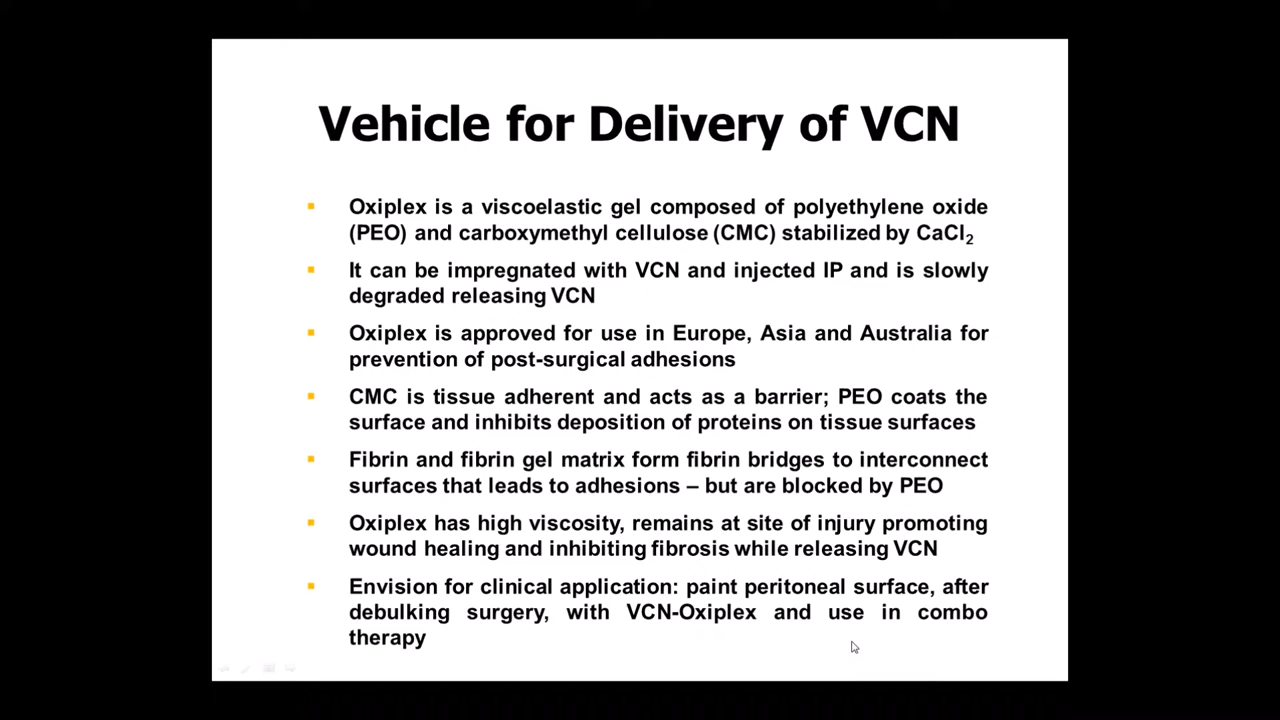 Vehicle for Delivery of VCN
Oxiplex is a viscoelastic gel composed of polyethylene oxide
(PEO) and carboxymethyl cellulose (CMC) stabilized by CaCl₂
It can be impregnated with VCN and injected IP and is slowly
degraded releasing VCN
Oxiplex is approved for use in Europe, Asia and Australia for
prevention of post-surgical adhesions
CMC is tissue adherent and acts as a barrier; PEO coats the
surface and inhibits deposition of proteins on tissue surfaces
Fibrin and fibrin gel matrix form fibrin bridges to interconnect
surfaces that leads to adhesions – but are blocked by PEO
Oxiplex has high viscosity, remains at site of injury promoting
wound healing and inhibiting fibrosis while releasing VCN
Envision for clinical application: paint peritoneal surface, after
debulking surgery, with VCN-Oxiplex and use in combo
therapy